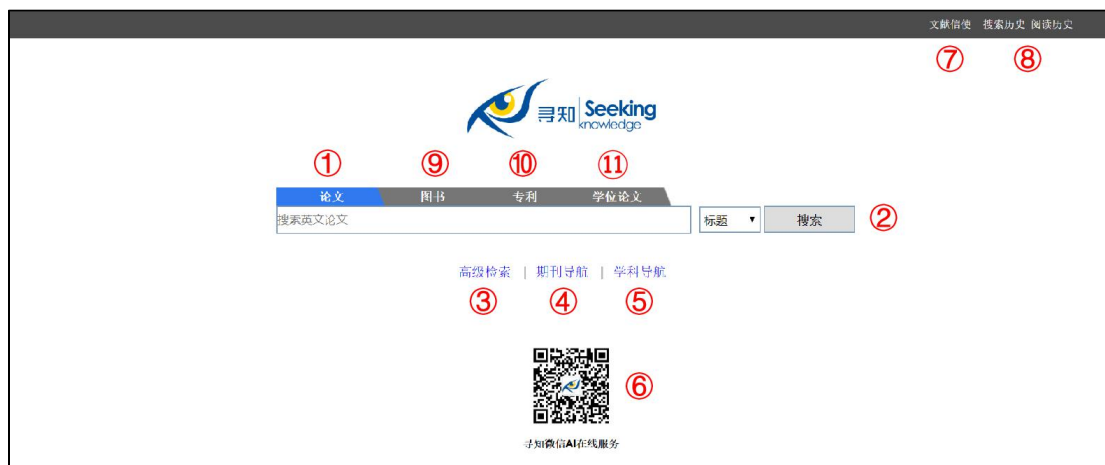 文献信使 搜索历史 阅读历史
⑦ ⑧
寻知 Seeking
knowledge
① ⑨ ⑩ ⑪
论文 图书 专利 学位论文
搜索英文论文 标题 ▼ 搜索 ②
高级检索 | 期刊导航 | 学科导航
③ ④ ⑤
⑥
寻知微信AI在线服务